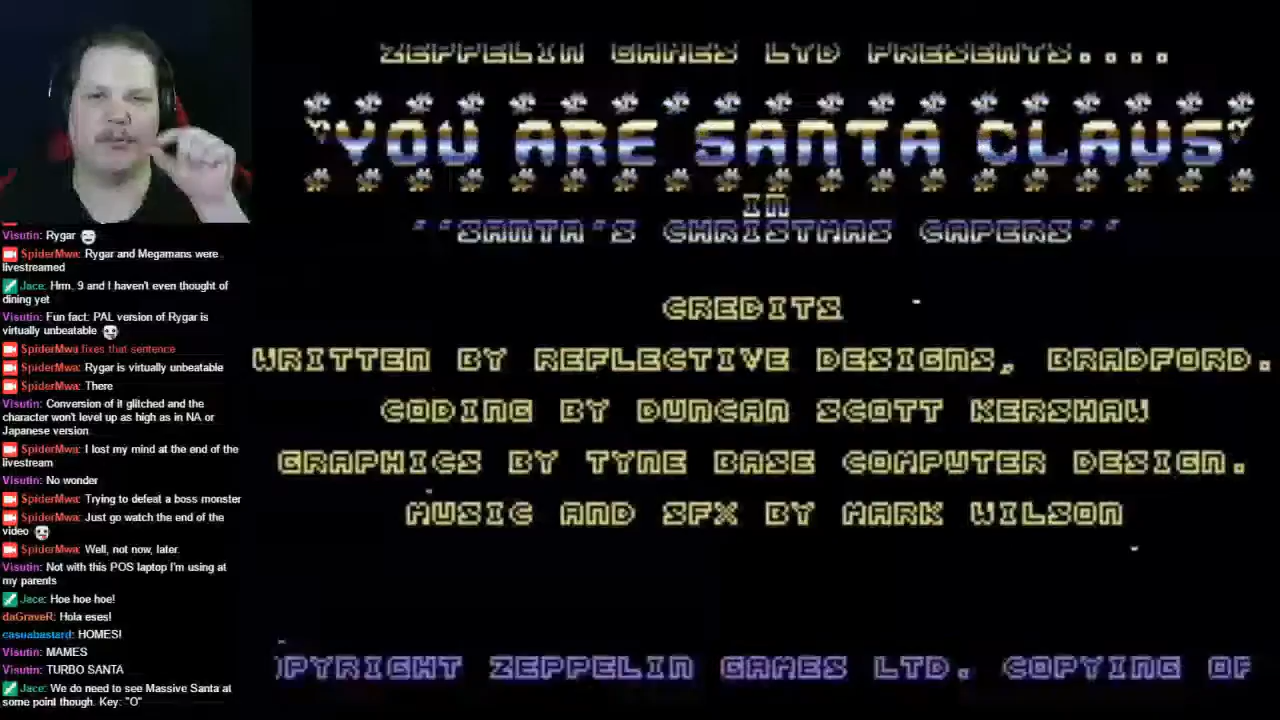 ZEPPELIN GAMES LTD PRESENTS....
"YOU ARE SANTA CLAUS"
IN
''SANTA'S CHRISTMAS CAPERS''
CREDITS
WRITTEN BY REFLECTIVE DESIGNS, BRADFORD.
CODING BY DUNCAN SCOTT KERSHAW
GRAPHICS BY TYNE BASE COMPUTER DESIGN.
MUSIC AND SFX BY MARK WILSON
OPYRIGHT ZEPPELIN GAMES LTD. COPYING OF
Visutin: Rygar
SpiderMwa: Rygar and Megamans were
livestreamed
Jace: Hrm, 9 and I haven't even thought of
dining yet
Visutin: Fun fact: PAL version of Rygar is
virtually unbeatable
SpiderMwa fixes that sentence
SpiderMwa: Rygar is virtually unbeatable
SpiderMwa: There
Visutin: Conversion of it glitched and the
character won't level up as high as in NA or
Japanese version
SpiderMwa: I lost my mind at the end of the
livestream
Visutin: No wonder
SpiderMwa: Trying to defeat a boss monster
SpiderMwa: Just go watch the end of the
video
SpiderMwa: Well, not now, later.
Visutin: Not with this POS laptop I'm using at
my parents
Jace: Hoe hoe hoe!
daGraveR: Hola eses!
casuabastard: HOMES!
Visutin: MAMES
Visutin: TURBO SANTA
Jace: We do need to see Massive Santa at
some point though. Key: "O"